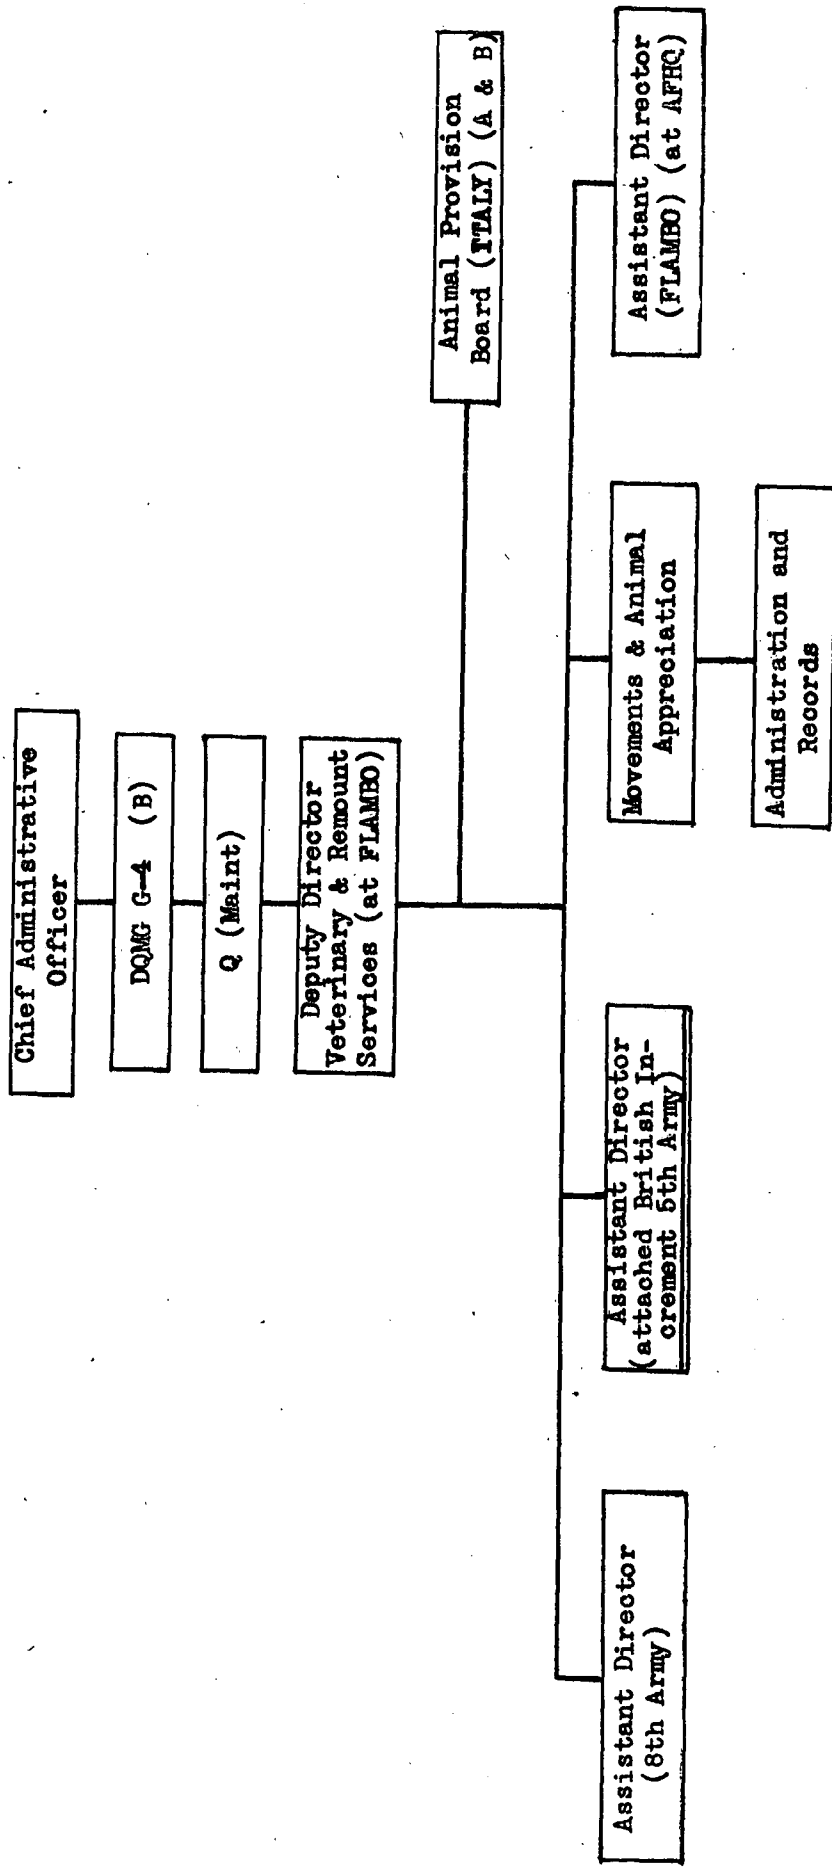 Chief Administrative
Officer
DQMG G-4 (B)
Q (Maint)
Deputy Director
Veterinary & Remount
Services (at FLAMBO)
Animal Provision
Board (ITALY) (A & B)
Assistant Director
(8th Army)
Assistant Director
(attached British In-
crement 5th Army)
Movements & Animal
Appreciation
Assistant Director
(FLAMBO) (at AFHQ)
Administration and
Records